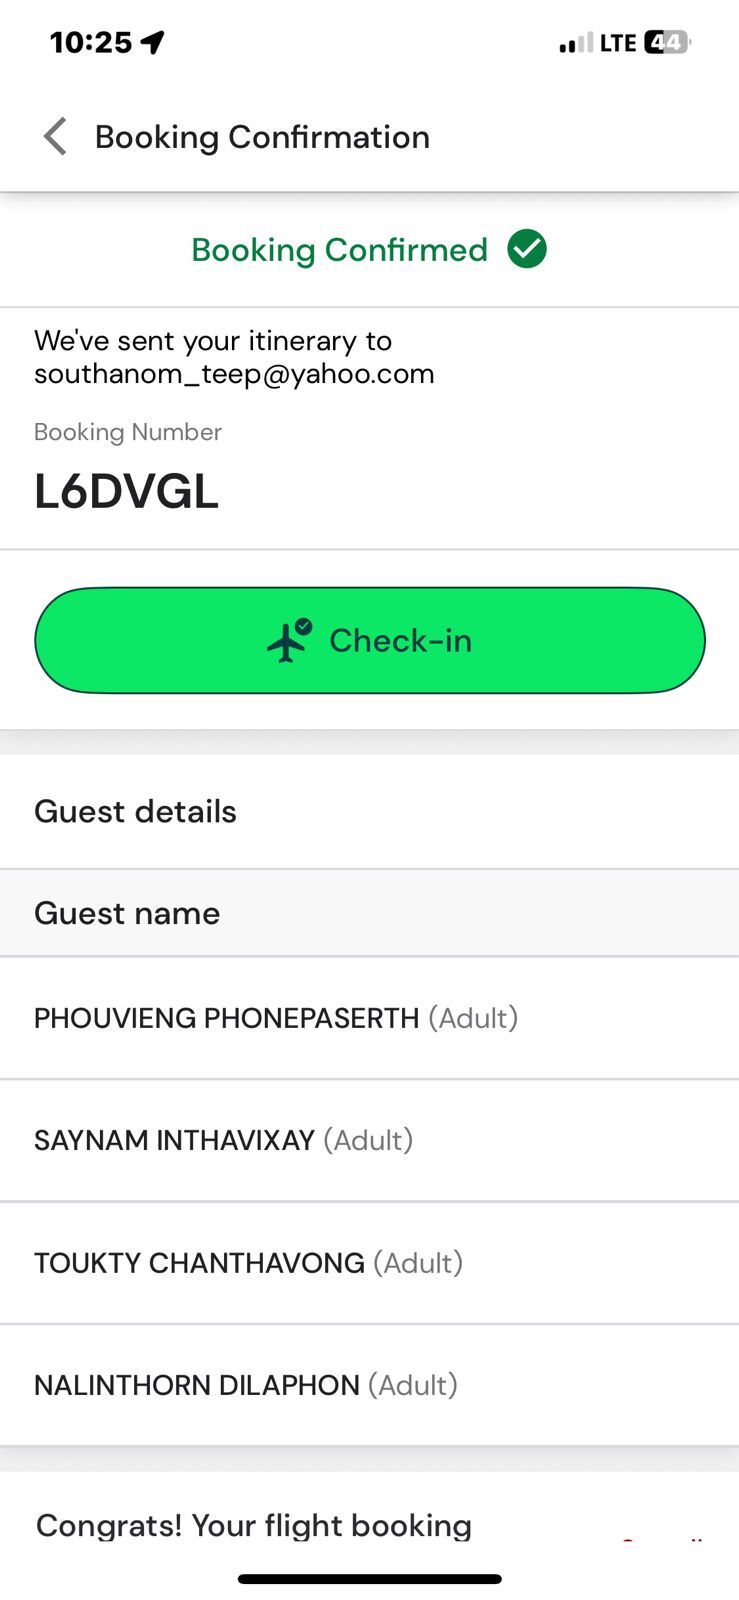 10:25
LTE 44
Booking Confirmation
Booking Confirmed
We've sent your itinerary to
southanom_teep@yahoo.com
Booking Number
L6DVGL
Check-in
Guest details
Guest name
PHOUVIENG PHONEPASERTH (Adult)
SAYNAM INTHAVIXAY (Adult)
TOUKTY CHANTHAVONG (Adult)
NALINTHORN DILAPHON (Adult)
Congrats! Your flight booking